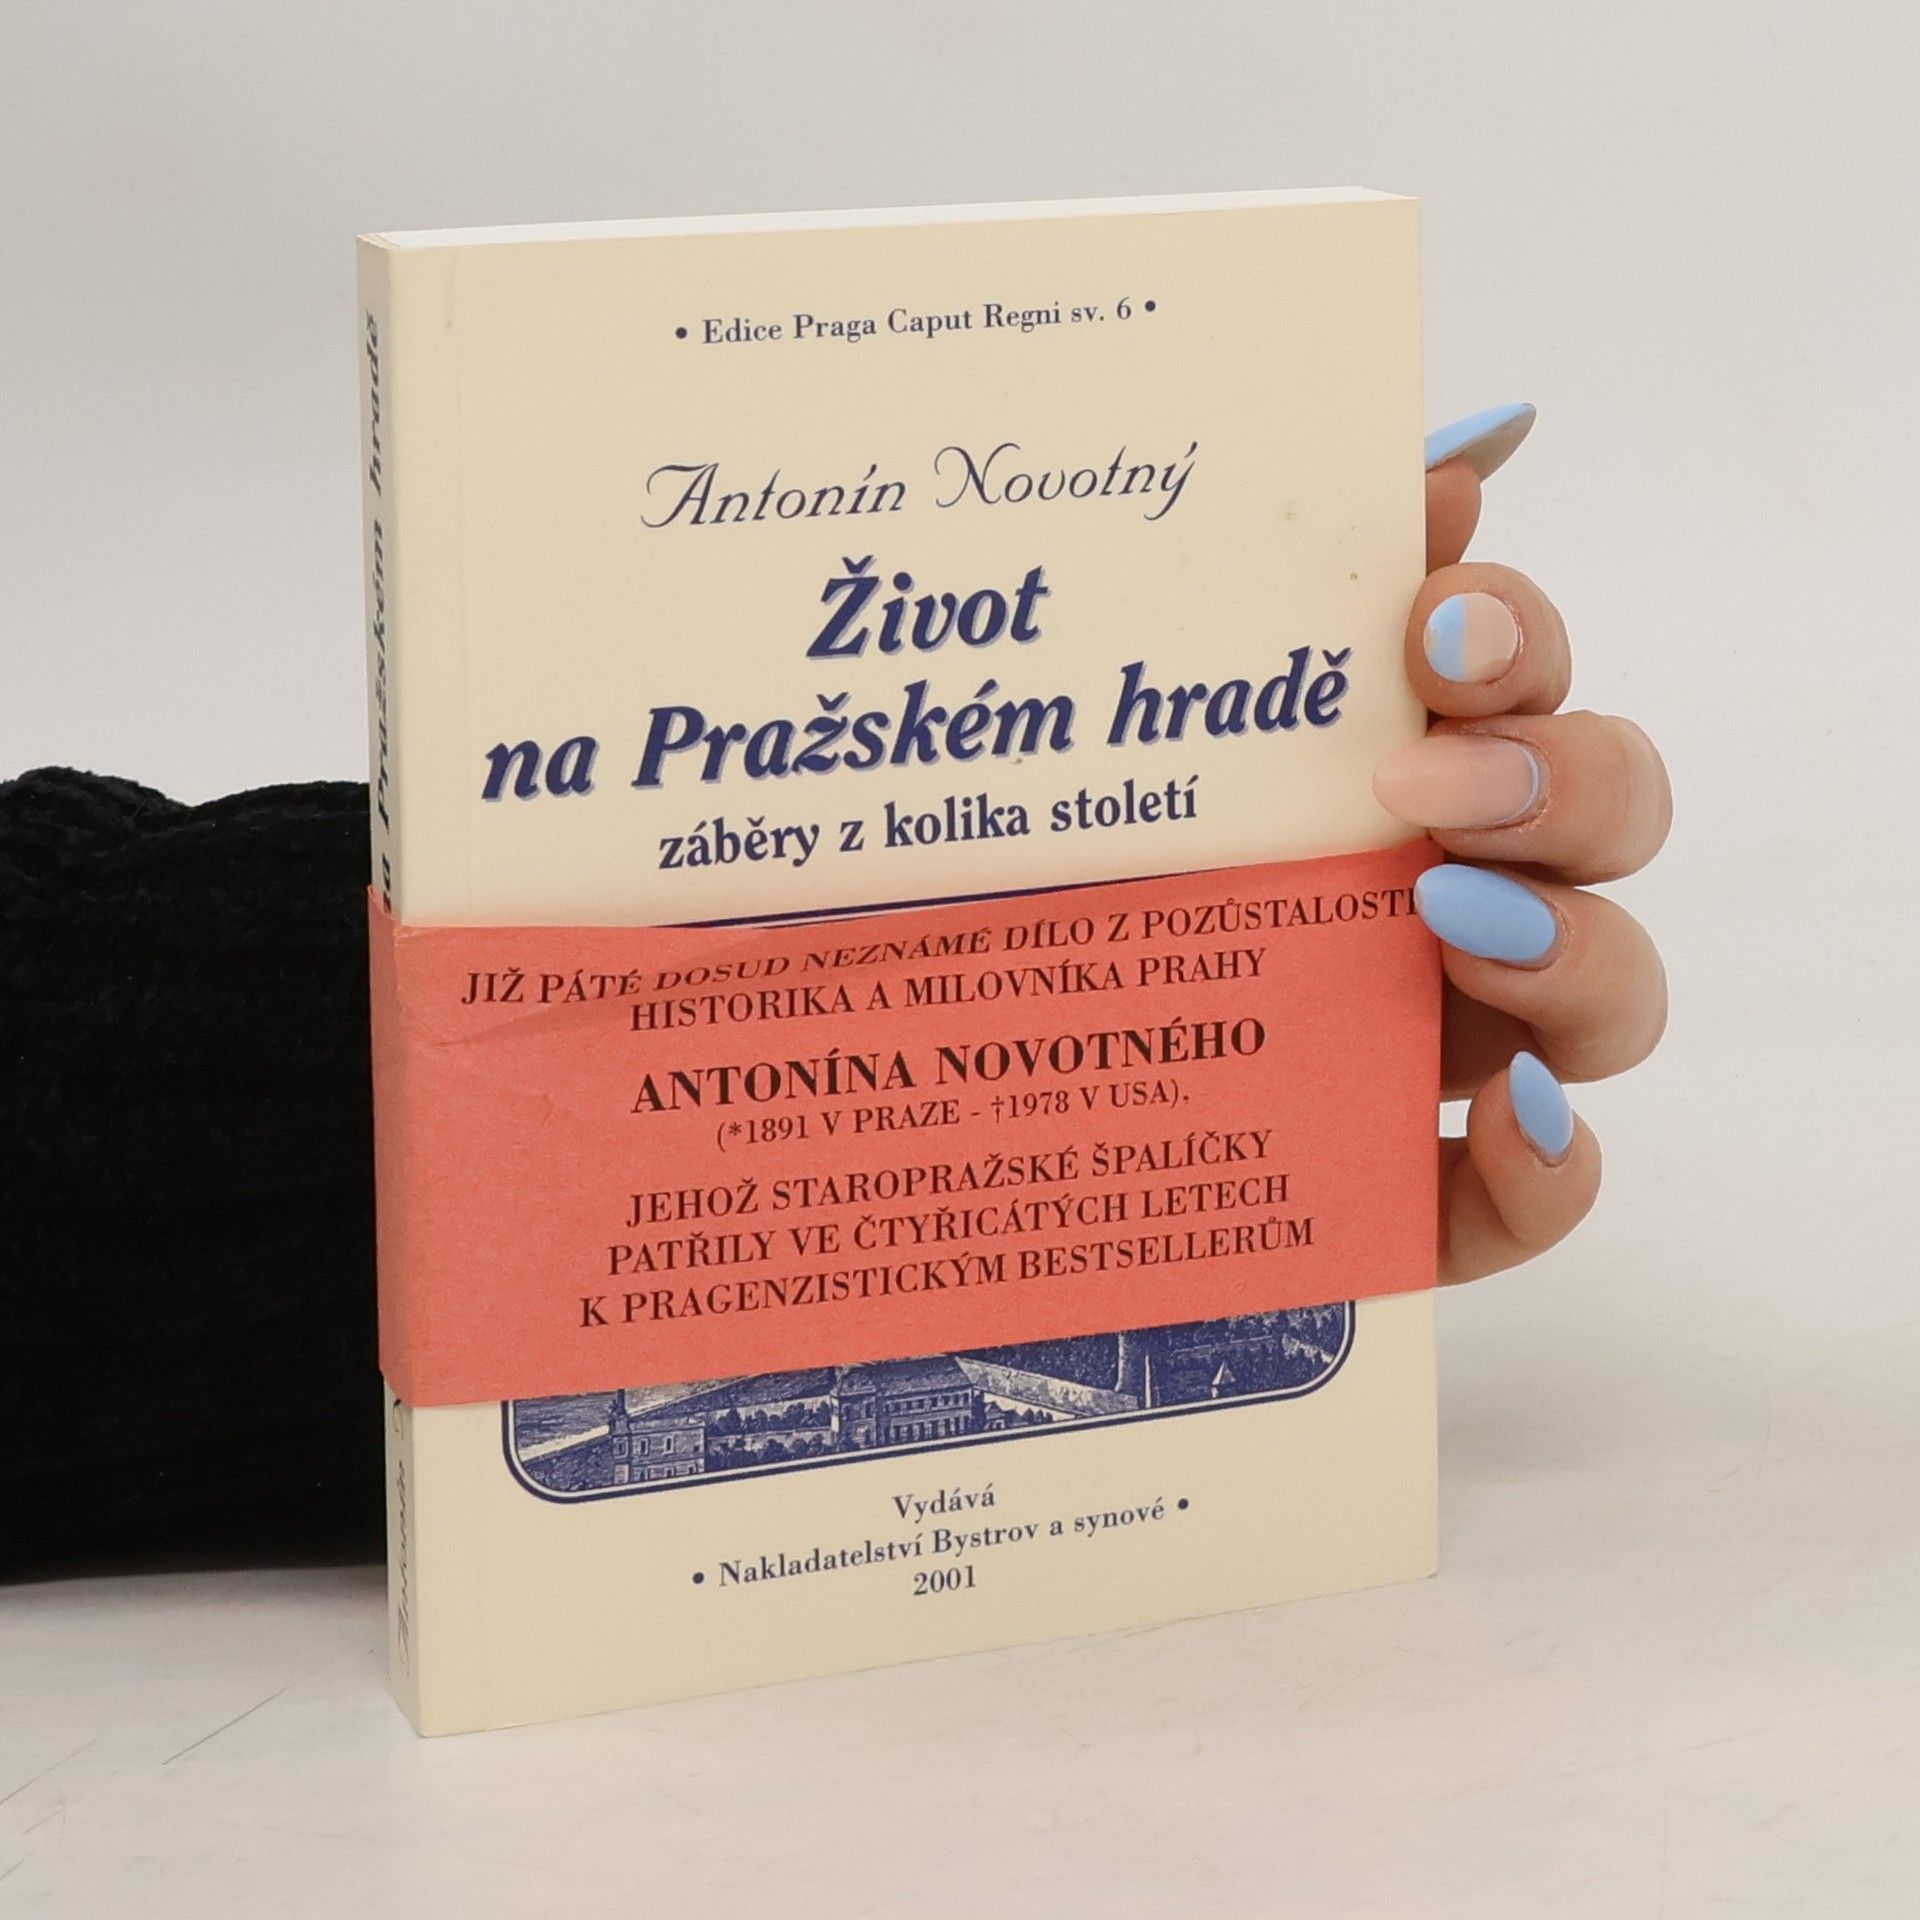 • Edice Praga Caput Regni sv. 6 •
Antonín Novotný
Život
na Pražském hradě
záběry z kolika století
JIŽ PÁTÉ DOSUD NEZNÁMÉ DÍLO Z POZŮSTALOSTI
HISTORIKA A MILOVNÍKA PRAHY
ANTONÍNA NOVOTNÉHO
(*1891 V PRAZE - †1978 V USA),
JEHOŽ STAROPRAŽSKÉ ŠPALÍČKY
PATŘILY VE ČTYŘICÁTÝCH LETECH
K PRAGENZISTICKÝM BESTSELLERŮM
Vydává
• Nakladatelství Bystrov a synové •
2001
Antonín
na Pražském hradě